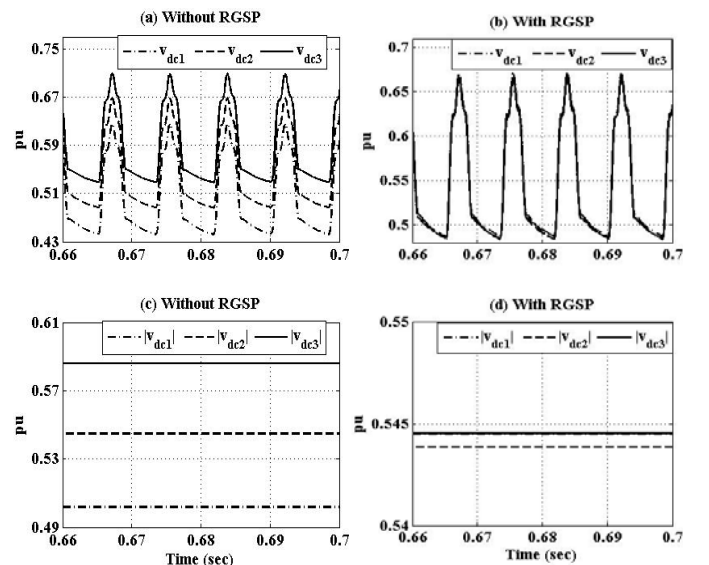 (a) Without RGSP
v dc1 v dc2 v dc3
0.75
0.67
0.59
0.51
0.43
pu
0.66 0.67 0.68 0.69 0.7
(b) With RGSP
v dc1 v dc2 v dc3
0.7
0.65
0.6
0.55
0.5
pu
0.66 0.67 0.68 0.69 0.7
(c) Without RGSP
|v dc1| |v dc2| |v dc3|
0.61
0.57
0.53
0.49
pu
0.66 0.67 0.68 0.69 0.7
Time (sec)
(d) With RGSP
|v dc1| |v dc2| |v dc3|
0.55
0.545
0.54
pu
0.66 0.67 0.68 0.69 0.7
Time (sec)